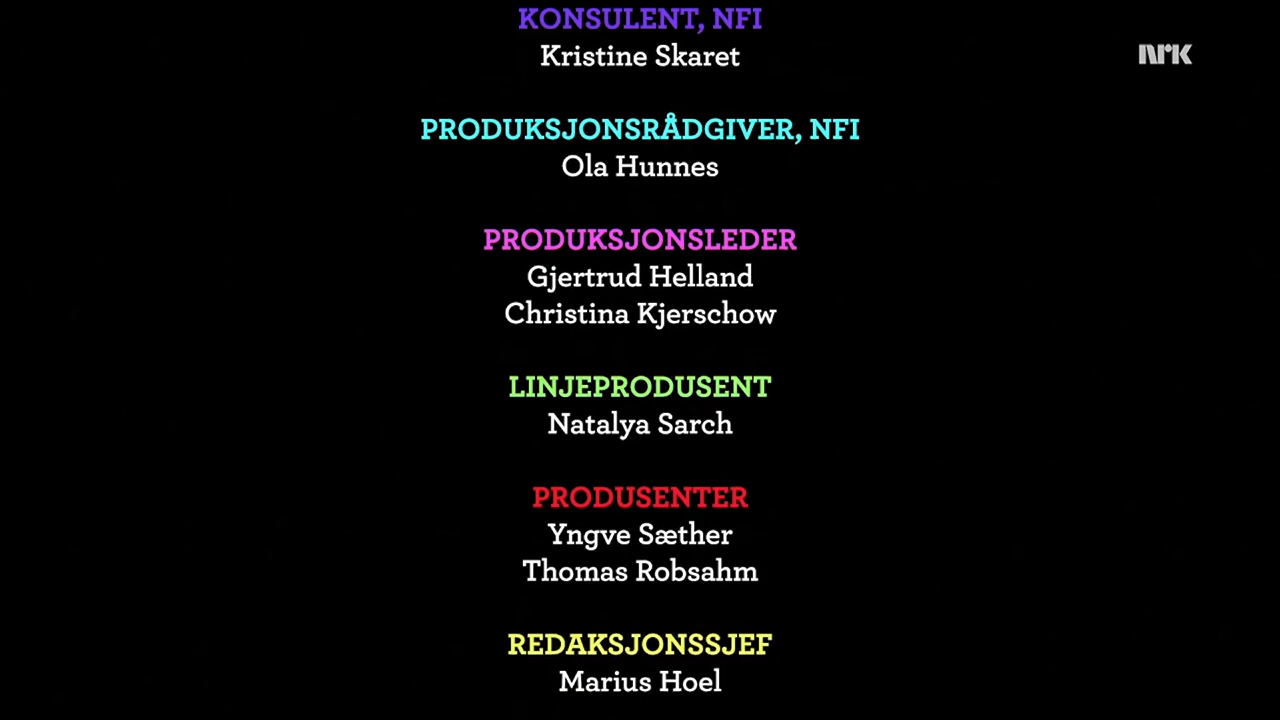 KONSULENT, NFI
Kristine Skaret
NRK
PRODUKSJONSRÅDGIVER, NFI
Ola Hunnes
PRODUKSJONSLEDER
Gjertrud Helland
Christina Kjerschow
LINJEPRODUSENT
Natalya Sarch
PRODUSENTER
Yngve Sæther
Thomas Robsahm
REDAKSJONSSJEF
Marius Hoel